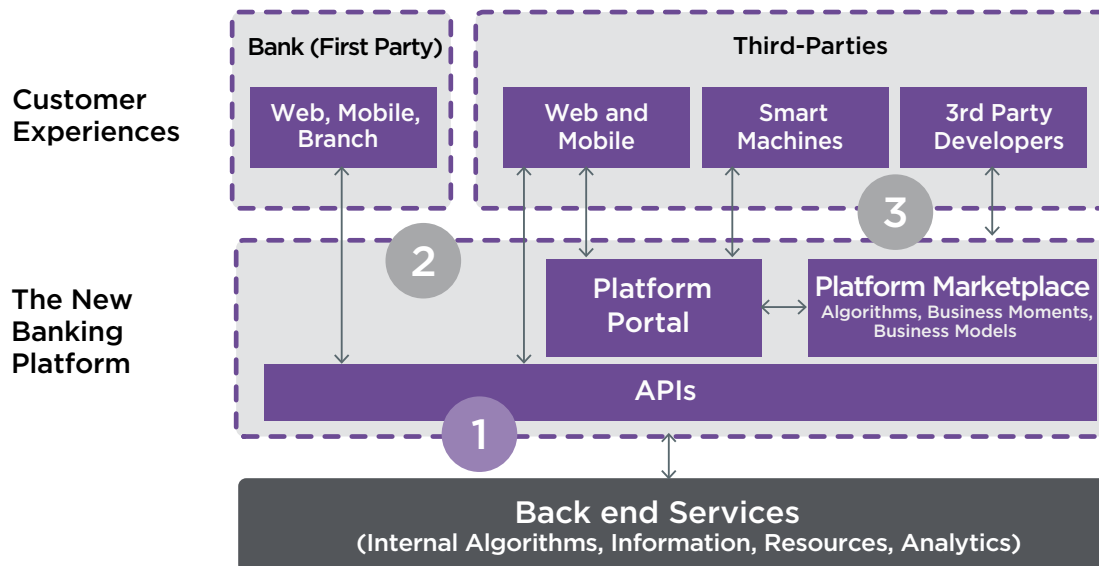 Bank (First Party)
Third-Parties
Customer
Experiences
Web, Mobile,
Branch
Web and
Mobile
Smart
Machines
3rd Party
Developers
2
3
The New
Banking
Platform
Platform
Portal
Platform Marketplace
Algorithms, Business Moments,
Business Models
APIs
1
Back end Services
(Internal Algorithms, Information, Resources, Analytics)